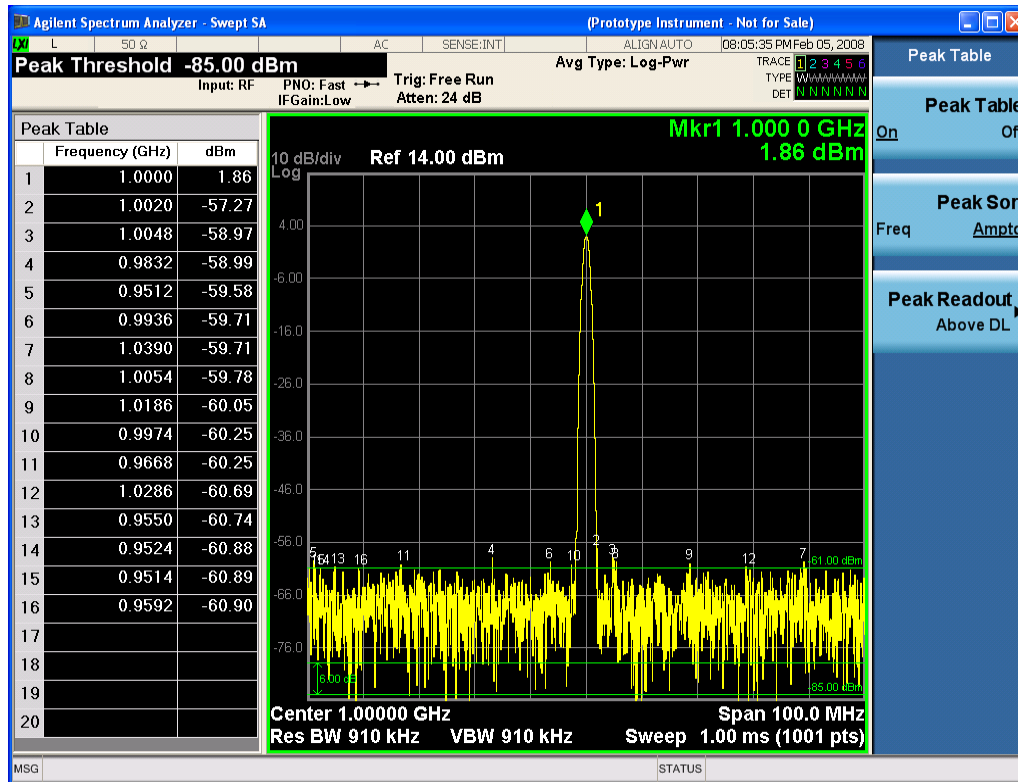 Agilent Spectrum Analyzer - Swept SA (Prototype Instrument - Not for Sale)
LXI L 50 Ω AC SENSE:INT ALIGN AUTO 08:05:35 PM Feb 05, 2008
Peak Threshold -85.00 dBm
Input: RF
PNO: Fast
IFGain:Low
Trig: Free Run
Atten: 24 dB
Avg Type: Log-Pwr
TRACE 1 2 3 4 5 6
TYPE
DET N N N N N N
Peak Table
Frequency (GHz) dBm
1 1.0000 1.86
2 1.0020 -57.27
3 1.0048 -58.97
4 0.9832 -58.99
5 0.9512 -59.58
6 0.9936 -59.71
7 1.0390 -59.71
8 1.0054 -59.78
9 1.0186 -60.05
10 0.9974 -60.25
11 0.9668 -60.25
12 1.0286 -60.69
13 0.9550 -60.74
14 0.9524 -60.88
15 0.9514 -60.89
16 0.9592 -60.90
17
18
19
20
Mkr1 1.000 0 GHz
1.86 dBm
10 dB/div Ref 14.00 dBm
Log
1
4.00
-6.00
-16.0
-26.0
-36.0
-46.0
-56.0
-66.0
-76.0
13 16 11 4 6 10 2 9 12 7
-61.00 dBm
6.00 dB
-85.00 dBm
Center 1.00000 GHz Span 100.0 MHz
Res BW 910 kHz VBW 910 kHz Sweep 1.00 ms (1001 pts)
Peak Table
Peak Table
On Of
Peak Sor
Freq Ampto
Peak Readout
Above DL
MSG STATUS